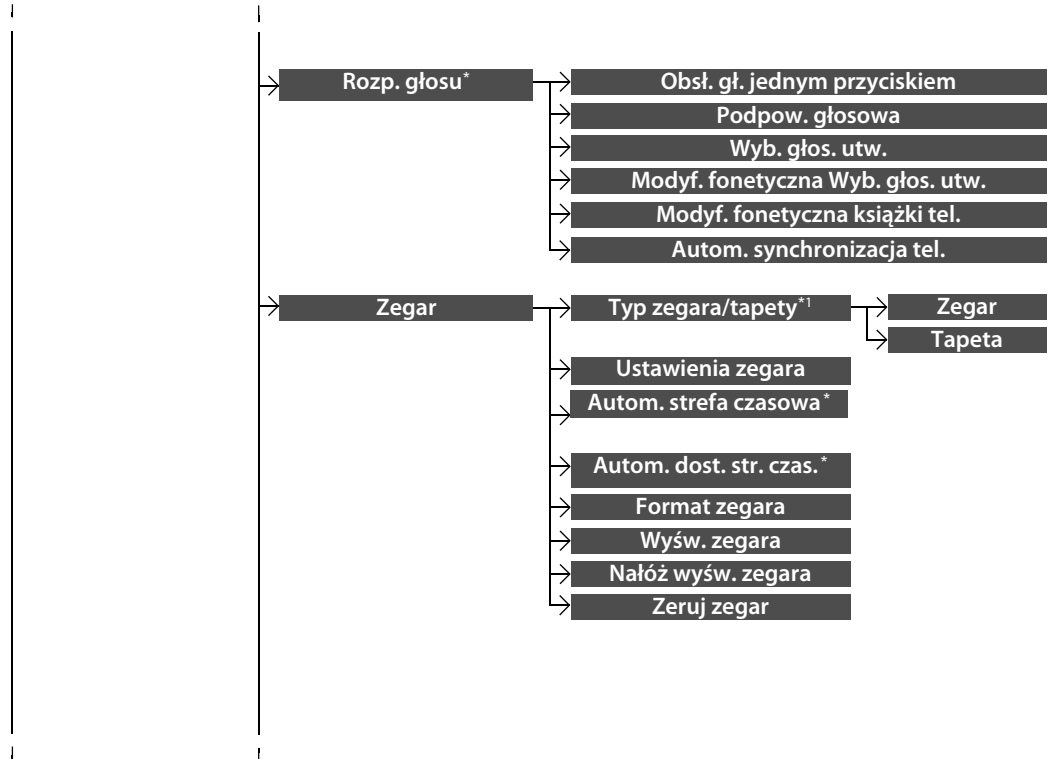 Rozp. głosu*
Obsł. gł. jednym przyciskiem
Podpow. głosowa
Wyb. głos. utw.
Modyf. fonetyczna Wyb. głos. utw.
Modyf. fonetyczna książki tel.
Autom. synchronizacja tel.
Zegar
Typ zegara/tapety*1
Zegar
Tapeta
Ustawienia zegara
Autom. strefa czasowa*
Autom. dost. str. czas.*
Format zegara
Wyśw. zegara
Nałóż wyśw. zegara
Zeruj zegar